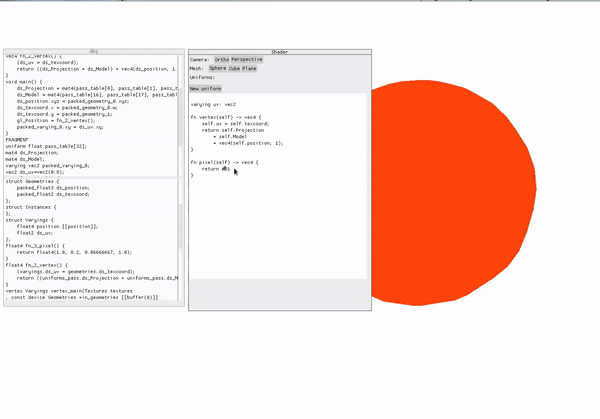 dbg
vec4 fn_2_vertex() {
(ds_uv = ds_texcoord);
return ((ds_Projection * ds_Model) * vec4(ds_position, 1.
}
void main() {
ds_Projection = mat4(pass_table[0], pass_table[1], pass_tabl
ds_Model = mat4(pass_table[16], pass_table[17], pass_table[
ds_position.xyz = packed_geometry_0.xyz;
ds_texcoord.x = packed_geometry_0.w;
ds_texcoord.y = packed_geometry_1;
gl_Position = fn_2_vertex();
packed_varying_0.xy = ds_uv.xy;
}
FRAGMENT
uniform float pass_table[32];
mat4 ds_Projection;
mat4 ds_Model;
varying vec2 packed_varying_0;
vec2 ds_uv=vec2(0.0);
struct Geometries {
packed_float3 ds_position;
packed_float2 ds_texcoord;
};
struct Instances {
};
struct Varyings {
float4 position [[position]];
float2 ds_uv;
};
float4 fn_3_pixel() {
return float4(1.0, 0.2, 0.06666667, 1.0);
}
float4 fn_2_vertex() {
(varyings.ds_uv = geometries.ds_texcoord);
return ((uniforms_pass.ds_Projection * uniforms_pass.ds_M
}
vertex Varyings vertex_main(Textures textures
, const device Geometries *in_geometries [[buffer(0)]]
Shader
Camera: Ortho Perspective
Mesh: Sphere Cube Plane
Uniforms:
New uniform
varying uv: vec2
fn vertex(self) -> vec4 {
self.uv = self.texcoord;
return self.Projection
* self.Model
* vec4(self.position, 1);
}
fn pixel(self) -> vec4 {
return
}